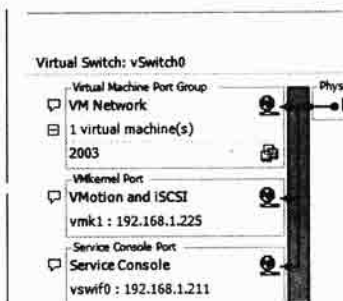 Virtual Switch: vSwitch0
Virtual Machine Port Group
Phys
VM Network
1 virtual machine(s)
2003
VMkernel Port
VMotion and iSCSI
vmk1 : 192.168.1.225
Service Console Port
Service Console
vswif0 : 192.168.1.211